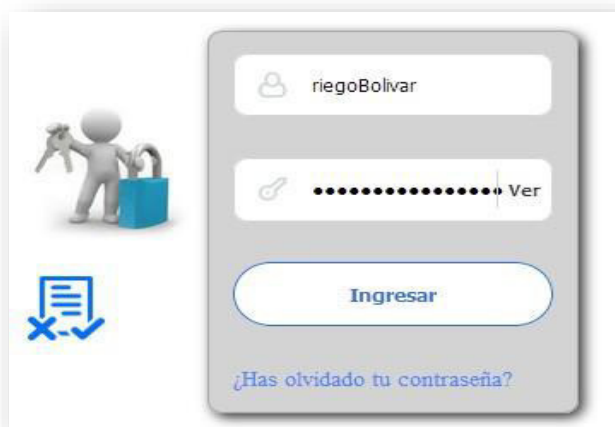 riegoBolivar
•••••••••••••••• Ver
Ingresar
¿Has olvidado tu contraseña?